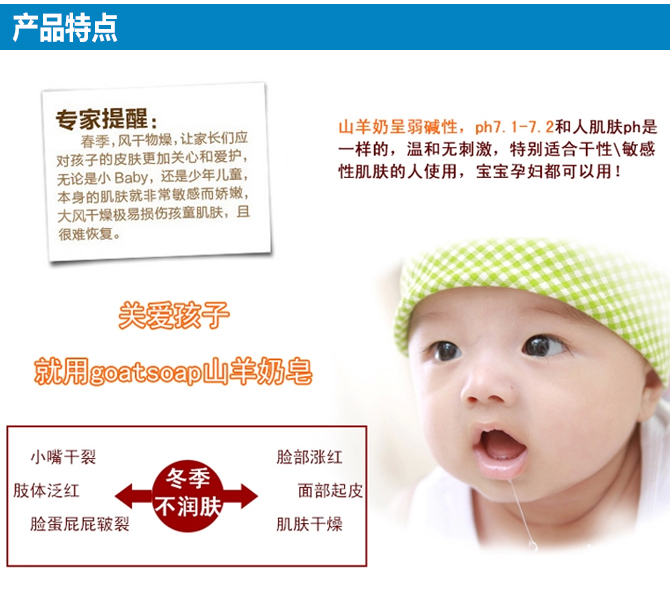 产品特点
专家提醒：
春季，风干物燥，让家长们应
对孩子的皮肤更加关心和爱护，
无论是小Baby，还是少年儿童，
本身的肌肤就非常敏感而娇嫩，
大风干燥极易损伤孩童肌肤，且
很难恢复。
山羊奶呈弱碱性，ph7.1-7.2和人肌肤ph是
一样的，温和无刺激，特别适合干性\敏感
性肌肤的人使用，宝宝孕妇都可以用！
关爱孩子
就用goatsoap山羊奶皂
小嘴干裂
肢体泛红
脸蛋屁屁皲裂
冬季
不润肤
脸部涨红
面部起皮
肌肤干燥